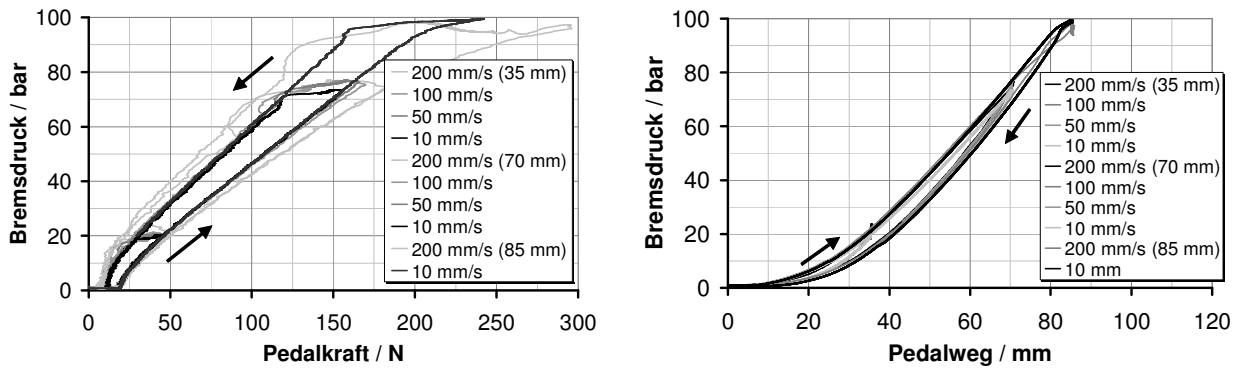 Bremsdruck / bar
100
80
60
40
20
0
200 mm/s (35 mm)
100 mm/s
50 mm/s
10 mm/s
200 mm/s (70 mm)
100 mm/s
50 mm/s
10 mm/s
200 mm/s (85 mm)
10 mm/s
0 50 100 150 200 250 300
Pedalkraft / N
Bremsdruck / bar
100
80
60
40
20
0
200 mm/s (35 mm)
100 mm/s
50 mm/s
10 mm/s
200 mm/s (70 mm)
100 mm/s
50 mm/s
10 mm/s
200 mm/s (85 mm)
10 mm
0 20 40 60 80 100 120
Pedalweg / mm